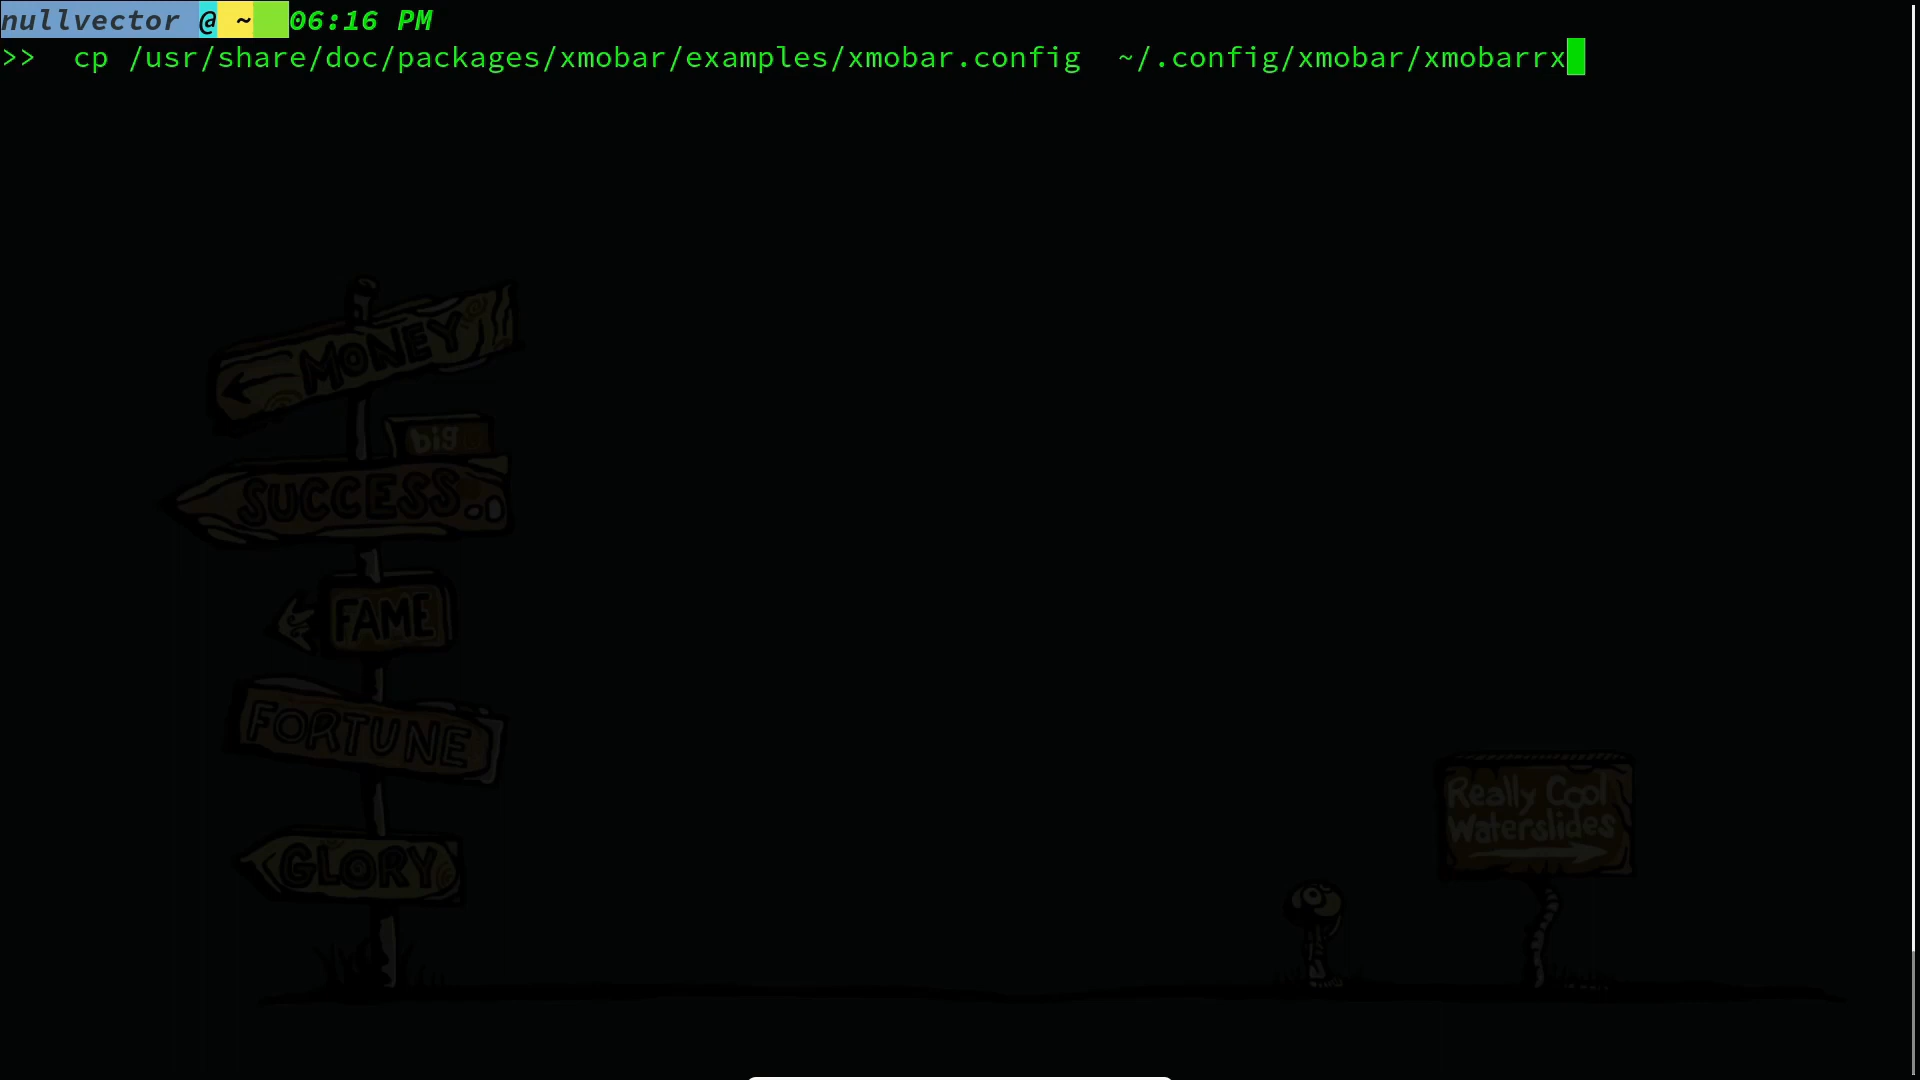 nullvector @ ~ 06:16 PM
>> cp /usr/share/doc/packages/xmobar/examples/xmobar.config ~/.config/xmobar/xmobarrx
MONEY
big
SUCCESS
FAME
FORTUNE
GLORY
Really Cool
Waterslides